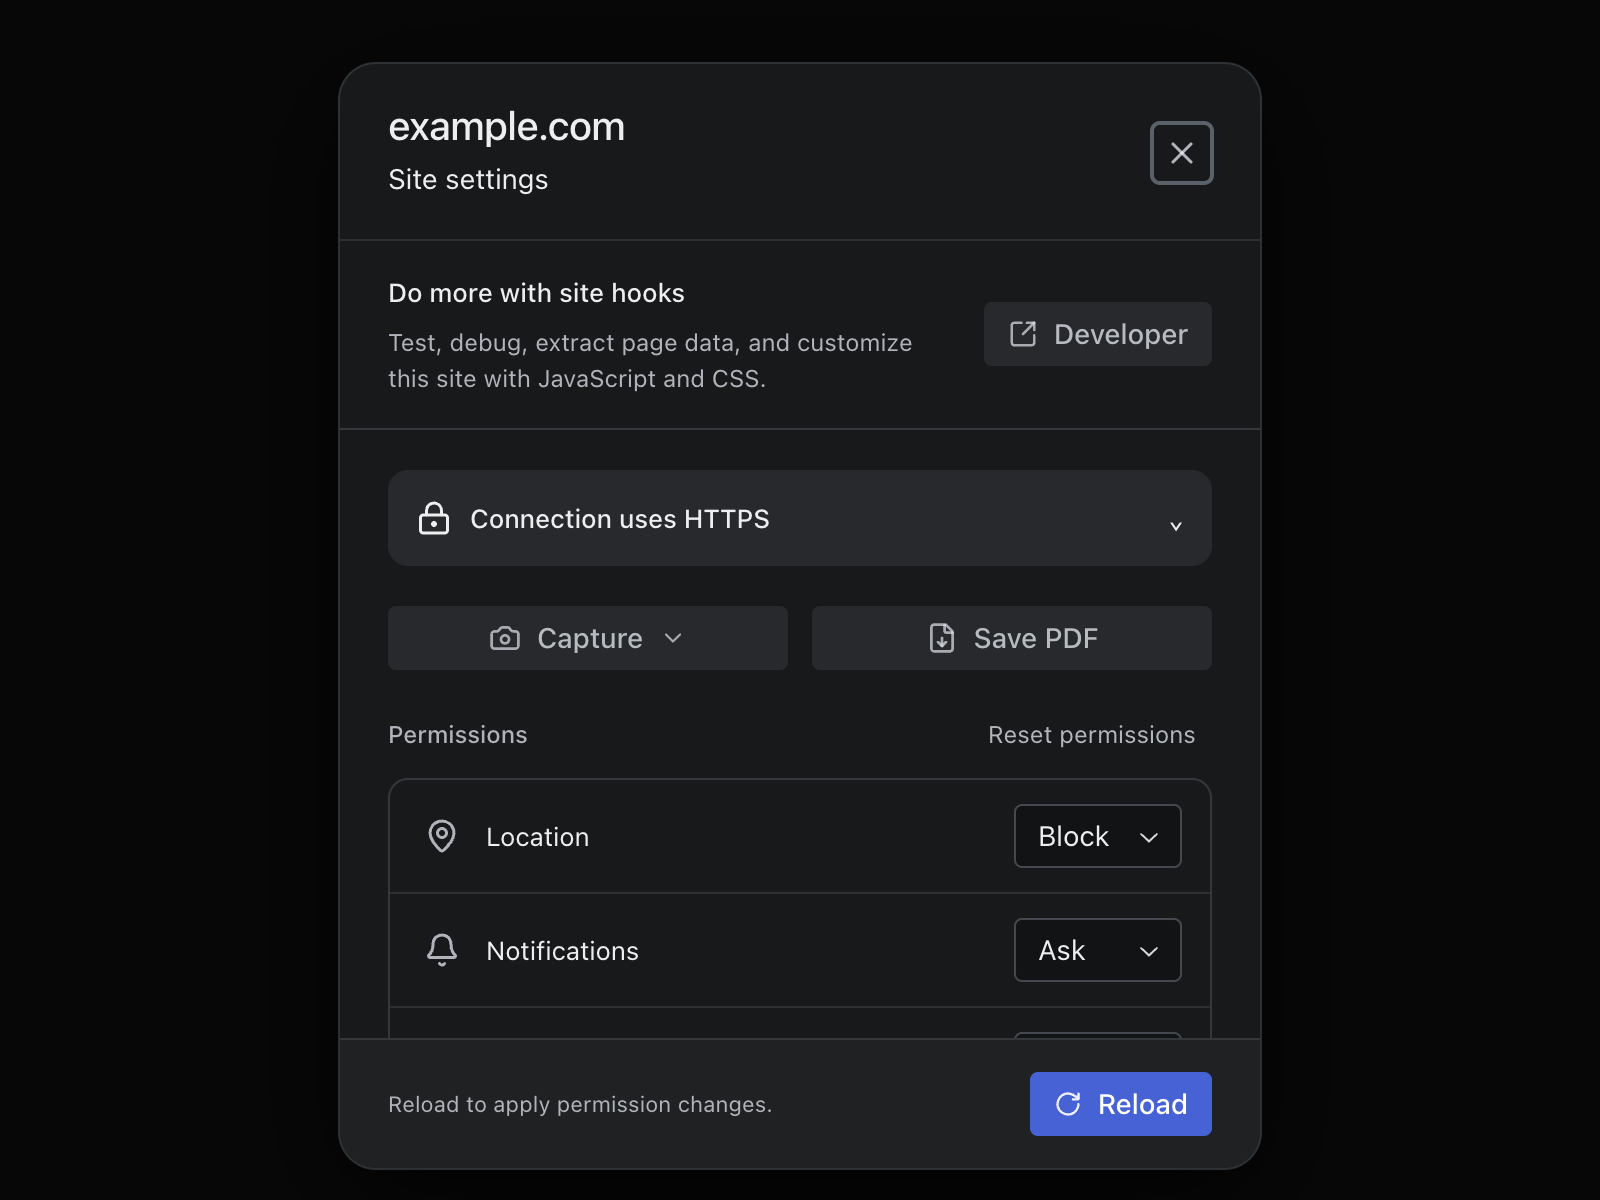 example.com
Site settings
Do more with site hooks
Test, debug, extract page data, and customize
this site with JavaScript and CSS.
Developer
Connection uses HTTPS
Capture
Save PDF
Permissions
Reset permissions
Location
Block
Notifications
Ask
Reload to apply permission changes.
Reload